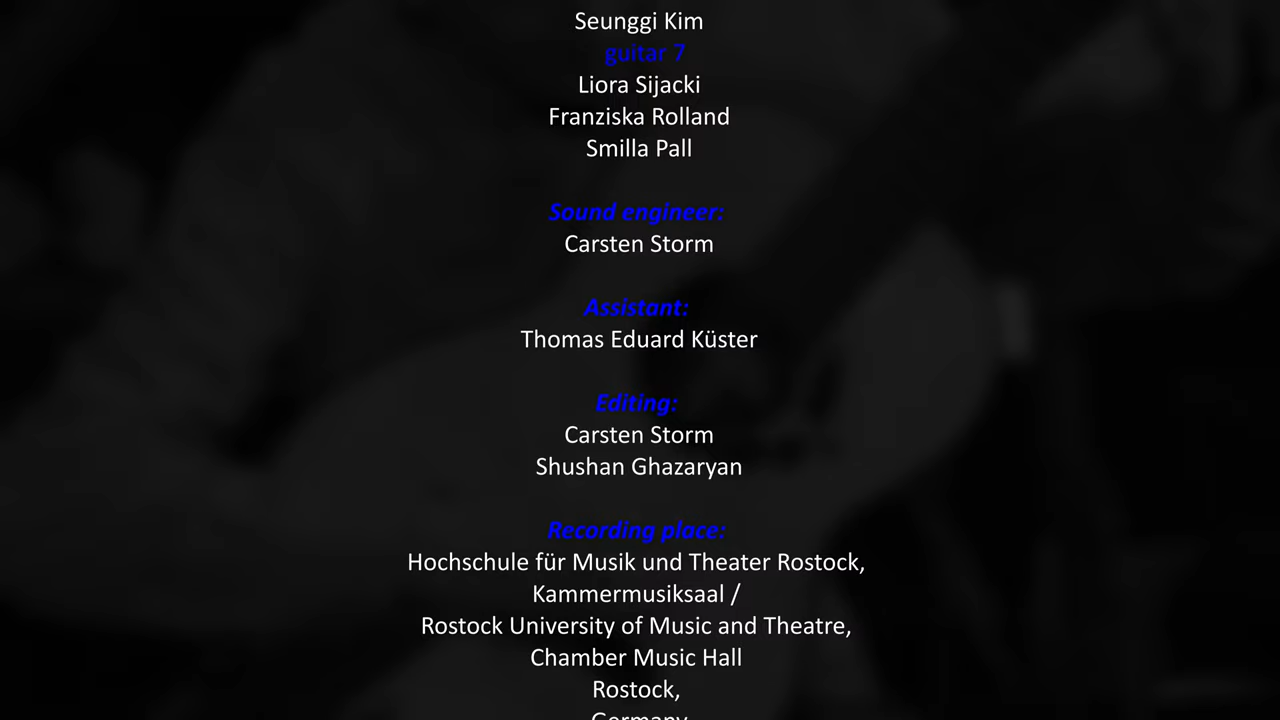 Seunggi Kim
guitar 7
Liora Sijacki
Franziska Rolland
Smilla Pall
Sound engineer:
Carsten Storm
Assistant:
Thomas Eduard Küster
Editing:
Carsten Storm
Shushan Ghazaryan
Recording place:
Hochschule für Musik und Theater Rostock,
Kammermusiksaal /
Rostock University of Music and Theatre,
Chamber Music Hall
Rostock,
Germany